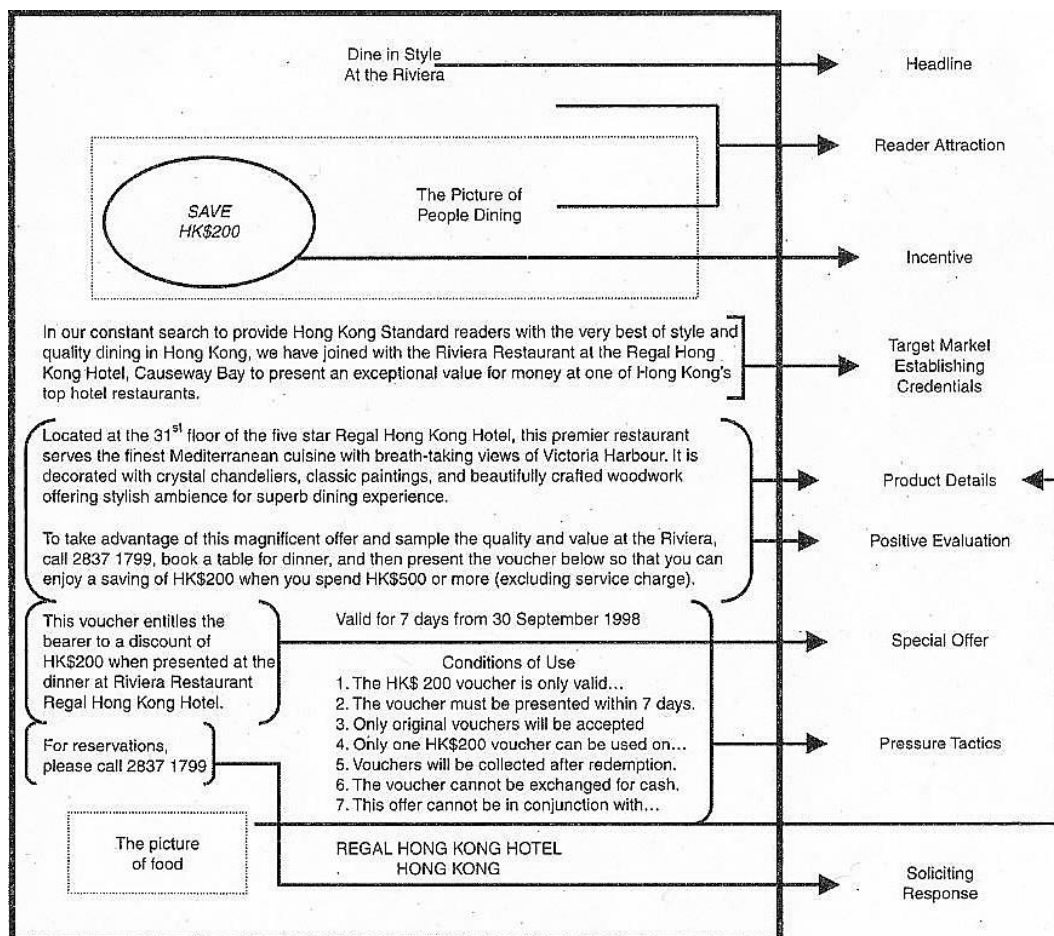 Dine in Style
At the Riviera
Headline
Reader Attraction
SAVE
HK$200
The Picture of
People Dining
Incentive
In our constant search to provide Hong Kong Standard readers with the very best of style and
quality dining in Hong Kong, we have joined with the Riviera Restaurant at the Regal Hong
Kong Hotel, Causeway Bay to present an exceptional value for money at one of Hong Kong's
top hotel restaurants.
Target Market
Establishing
Credentials
Located at the 31st floor of the five star Regal Hong Kong Hotel, this premier restaurant
serves the finest Mediterranean cuisine with breath-taking views of Victoria Harbour. It is
decorated with crystal chandeliers, classic paintings, and beautifully crafted woodwork
offering stylish ambience for superb dining experience.
Product Details
To take advantage of this magnificent offer and sample the quality and value at the Riviera,
call 2837 1799, book a table for dinner, and then present the voucher below so that you can
enjoy a saving of HK$200 when you spend HK$500 or more (excluding service charge).
Positive Evaluation
This voucher entitles the
bearer to a discount of
HK$200 when presented at the
dinner at Riviera Restaurant
Regal Hong Kong Hotel.
Valid for 7 days from 30 September 1998
Special Offer
Conditions of Use
1. The HK$ 200 voucher is only valid...
2. The voucher must be presented within 7 days.
3. Only original vouchers will be accepted
4. Only one HK$200 voucher can be used on...
5. Vouchers will be collected after redemption.
6. The voucher cannot be exchanged for cash.
7. This offer cannot be in conjunction with...
Pressure Tactics
For reservations,
please call 2837 1799
The picture
of food
REGAL HONG KONG HOTEL
HONG KONG
Soliciting
Response